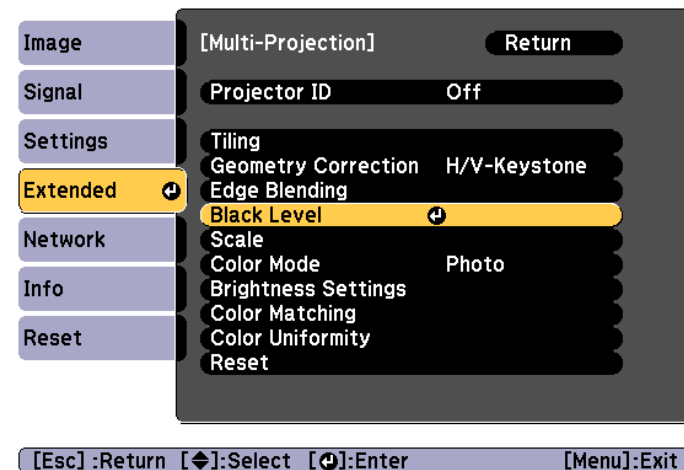 Image
Signal
Settings
Extended
Network
Info
Reset
[Multi-Projection] Return
Projector ID Off
Tiling
Geometry Correction H/V-Keystone
Edge Blending
Black Level
Scale
Color Mode Photo
Brightness Settings
Color Matching
Color Uniformity
Reset
[Esc] :Return [◆]:Select [↵]:Enter [Menu]:Exit